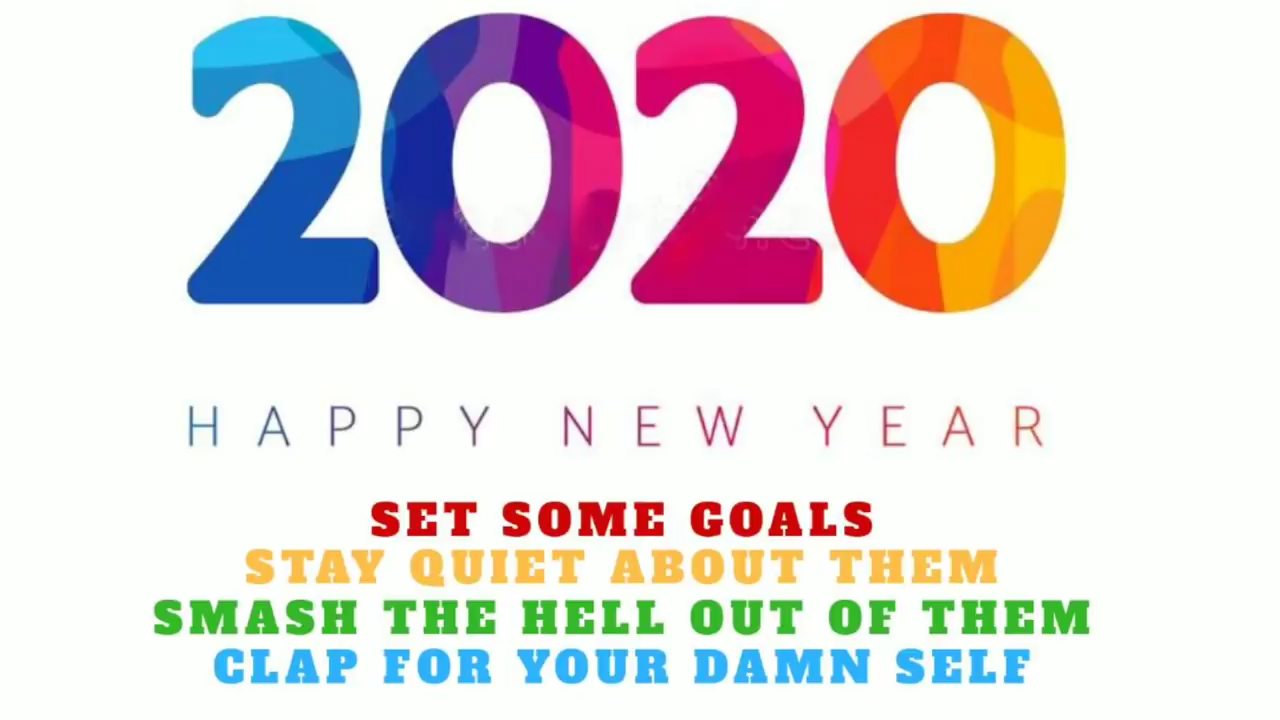 2020
HAPPY NEW YEAR
SET SOME GOALS
STAY QUIET ABOUT THEM
SMASH THE HELL OUT OF THEM
CLAP FOR YOUR DAMN SELF